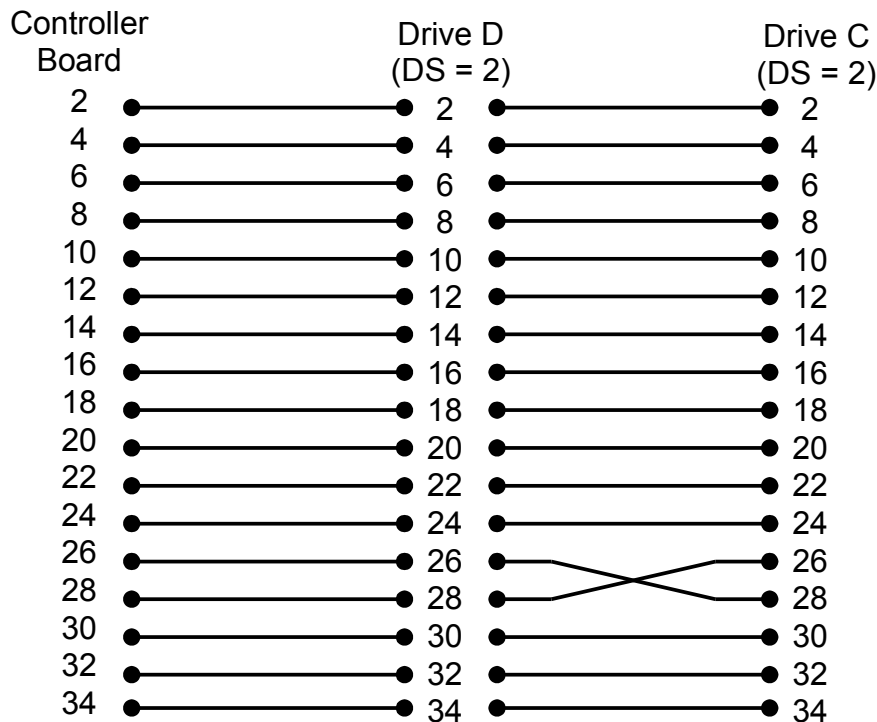 Controller
Board
Drive D
(DS = 2)
Drive C
(DS = 2)
2 2 2
4 4 4
6 6 6
8 8 8
10 10 10
12 12 12
14 14 14
16 16 16
18 18 18
20 20 20
22 22 22
24 24 24
26 26 26
28 28 28
30 30 30
32 32 32
34 34 34